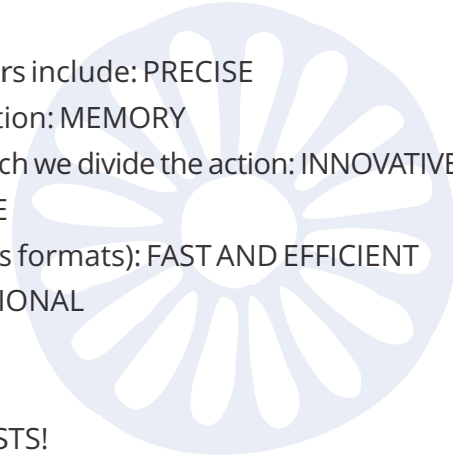 rs include: PRECISE
tion: MEMORY
ch we divide the action: INNOVATIVE
E
s formats): FAST AND EFFICIENT
IONAL
STS!